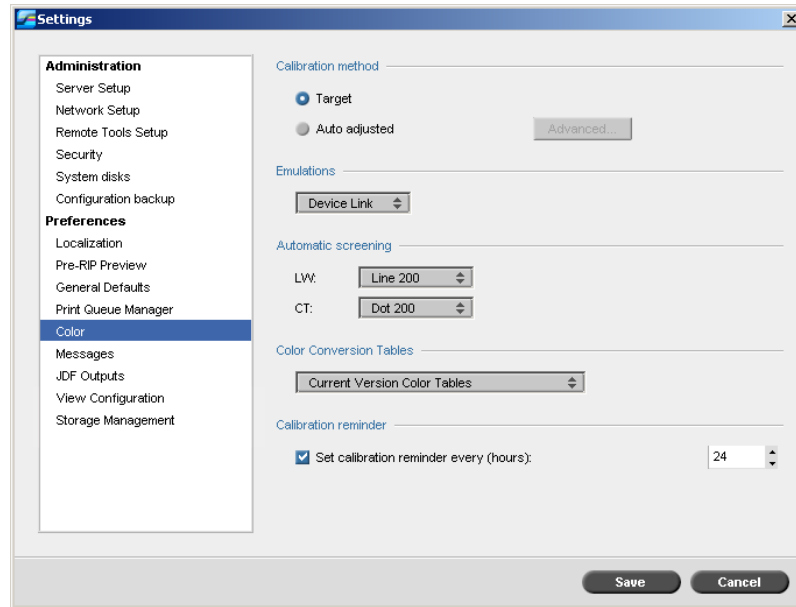 Settings
Administration
Server Setup
Network Setup
Remote Tools Setup
Security
System disks
Configuration backup
Preferences
Localization
Pre-RIP Preview
General Defaults
Print Queue Manager
Color
Messages
JDF Outputs
View Configuration
Storage Management
Calibration method
Target
Auto adjusted
Advanced...
Emulations
Device Link
Automatic screening
LW: Line 200
CT: Dot 200
Color Conversion Tables
Current Version Color Tables
Calibration reminder
Set calibration reminder every (hours): 24
Save Cancel